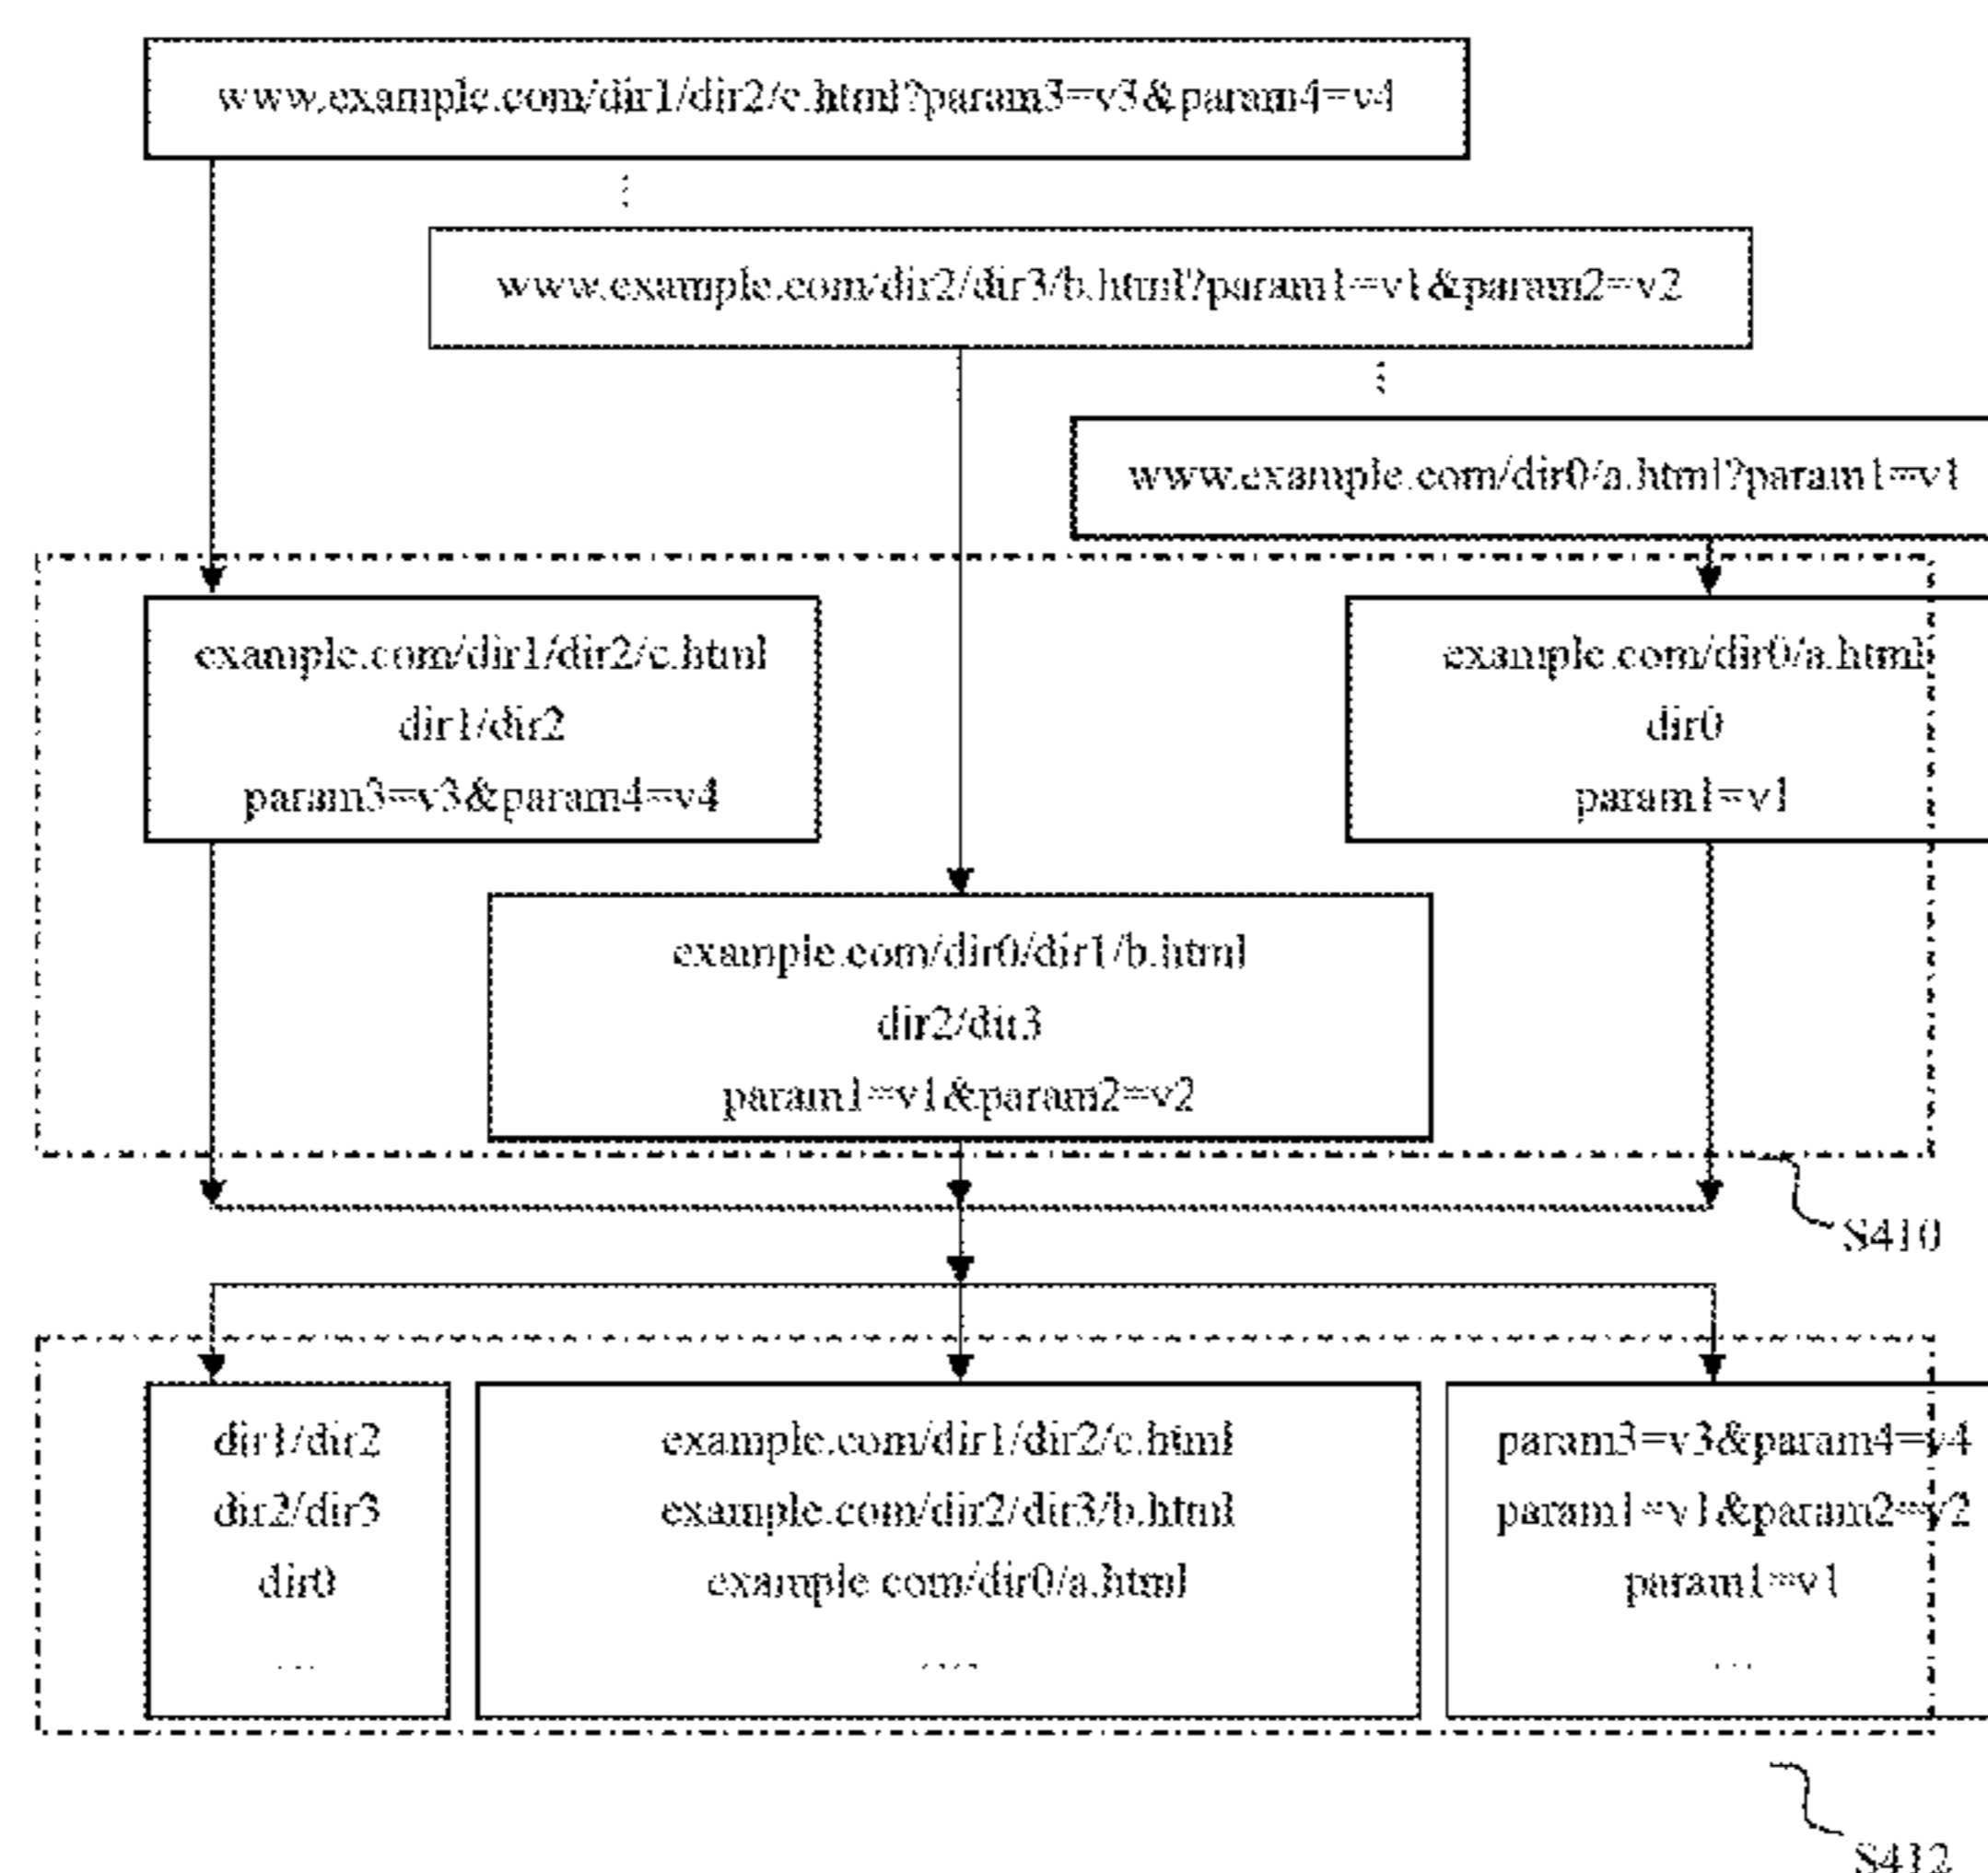 www.example.com/dir1/dir2/c.html?param3=v3&param4=v4
⋮
www.example.com/dir2/dir3/b.html?param1=v1&param2=v2
⋮
www.example.com/dir0/a.html?param1=v1
example.com/dir1/dir2/c.html
dir1/dir2
param3=v3&param4=v4
example.com/dir0/a.html
dir0
param1=v1
example.com/dir0/dir1/b.html
dir2/dir3
param1=v1&param2=v2
S410
dir1/dir2
dir2/dir3
dir0
...
example.com/dir1/dir2/c.html
example.com/dir2/dir3/b.html
example.com/dir0/a.html
....
param3=v3&param4=v4
param1=v1&param2=v2
param1=v1
...
S412